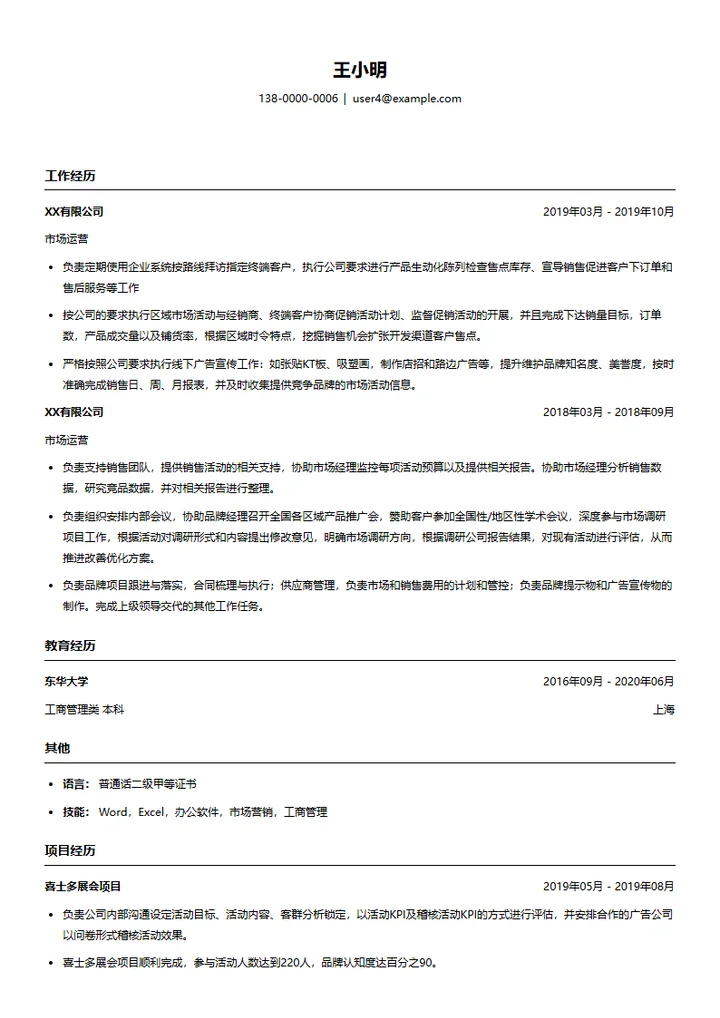 王小明
138-0000-0006 | user4@example.com
工作经历
XX有限公司 2019年03月 - 2019年10月
市场运营
• 负责定期使用企业系统按路线拜访指定终端客户，执行公司要求进行产品生动化陈列检查售点库存、宣导销售促进客户下订单和
售后服务等工作
• 按公司的要求执行区域市场活动与经销商、终端客户协商促销活动计划、监督促销活动的开展，并且完成下达销量目标，订单
数，产品成交量以及铺货率，根据区域时令特点，挖掘销售机会扩张开发渠道客户售点。
• 严格按照公司要求执行线下广告宣传工作：如张贴KT板、吸塑画，制作店招和路边广告等，提升维护品牌知名度、美誉度，按时
准确完成销售日、周、月报表，并及时收集提供竞争品牌的市场活动信息。
XX有限公司 2018年03月 - 2018年09月
市场运营
• 负责支持销售团队，提供销售活动的相关支持，协助市场经理监控每项活动预算以及提供相关报告。协助市场经理分析销售数
据，研究竞品数据，并对相关报告进行整理。
• 负责组织安排内部会议，协助品牌经理召开全国各区域产品推广会，赞助客户参加全国性/地区性学术会议，深度参与市场调研
项目工作，根据活动对调研形式和内容提出修改意见，明确市场调研方向，根据调研公司报告结果，对现有活动进行评估，从而
推进改善优化方案。
• 负责品牌项目跟进与落实，合同梳理与执行；供应商管理，负责市场和销售费用的计划和管控；负责品牌提示物和广告宣传物的
制作。完成上级领导交代的其他工作任务。
教育经历
东华大学 2016年09月 - 2020年06月
工商管理类 本科 上海
其他
• 语言： 普通话二级甲等证书
• 技能： Word，Excel，办公软件，市场营销，工商管理
项目经历
喜士多展会项目 2019年05月 - 2019年08月
• 负责公司内部沟通设定活动目标、活动内容、客群分析锁定，以活动KPI及稽核活动KPI的方式进行评估，并安排合作的广告公司
以问卷形式稽核活动效果。
• 喜士多展会项目顺利完成，参与活动人数达到220人，品牌认知度达百分之90。